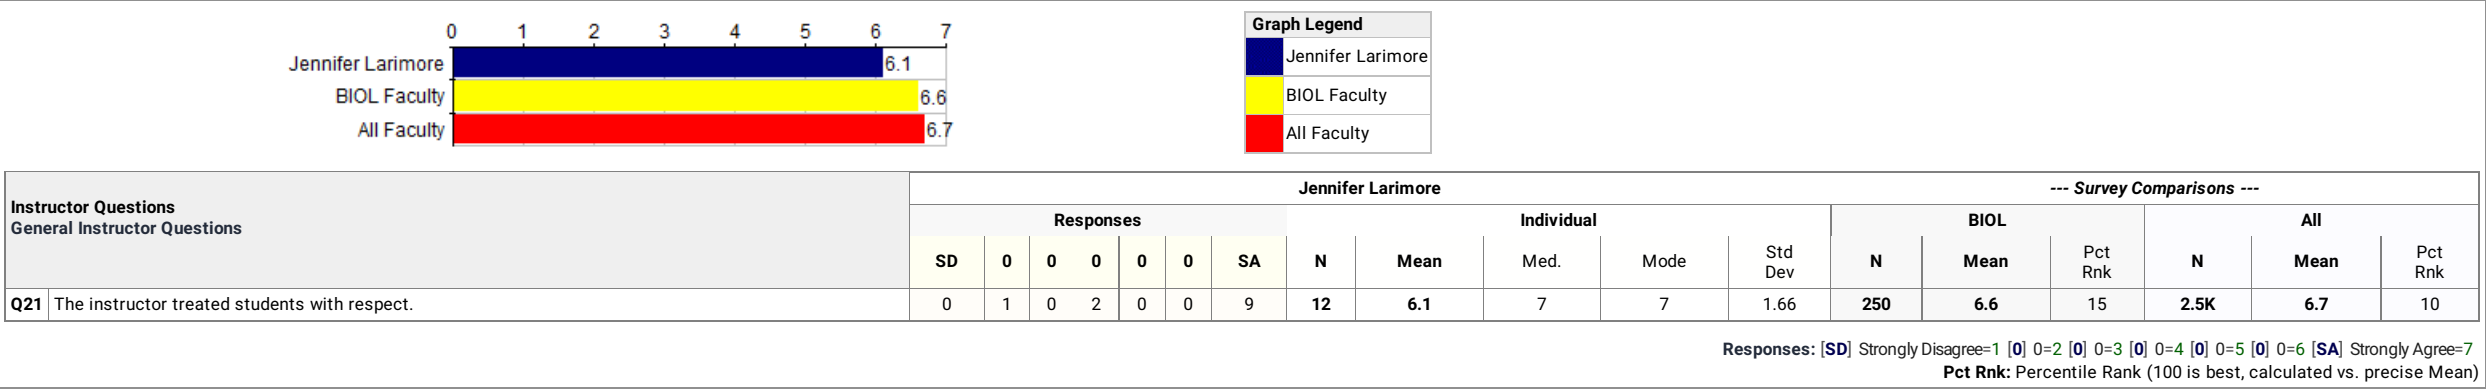 0 1 2 3 4 5 6 7
Jennifer Larimore 6.1
BIOL Faculty 6.6
All Faculty 6.7
Graph Legend
Jennifer Larimore
BIOL Faculty
All Faculty
Instructor Questions
General Instructor Questions
Jennifer Larimore --- Survey Comparisons ---
Responses Individual BIOL All
SD 0 0 0 0 0 SA N Mean Med. Mode Std Dev N Mean Pct Rnk N Mean Pct Rnk
Q21 The instructor treated students with respect. 0 1 0 2 0 0 9 12 6.1 7 7 1.66 250 6.6 15 2.5K 6.7 10
Responses: [SD] Strongly Disagree=1 [0] 0=2 [0] 0=3 [0] 0=4 [0] 0=5 [0] 0=6 [SA] Strongly Agree=7
Pct Rnk: Percentile Rank (100 is best, calculated vs. precise Mean)